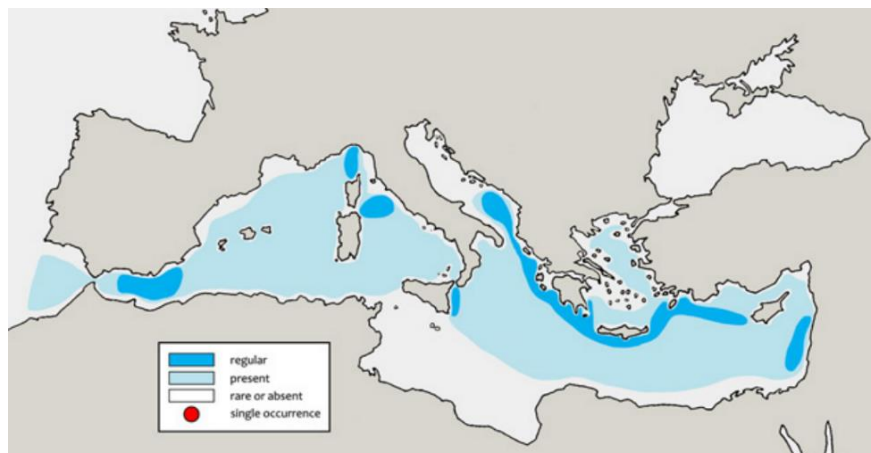 regular
present
rare or absent
single occurrence